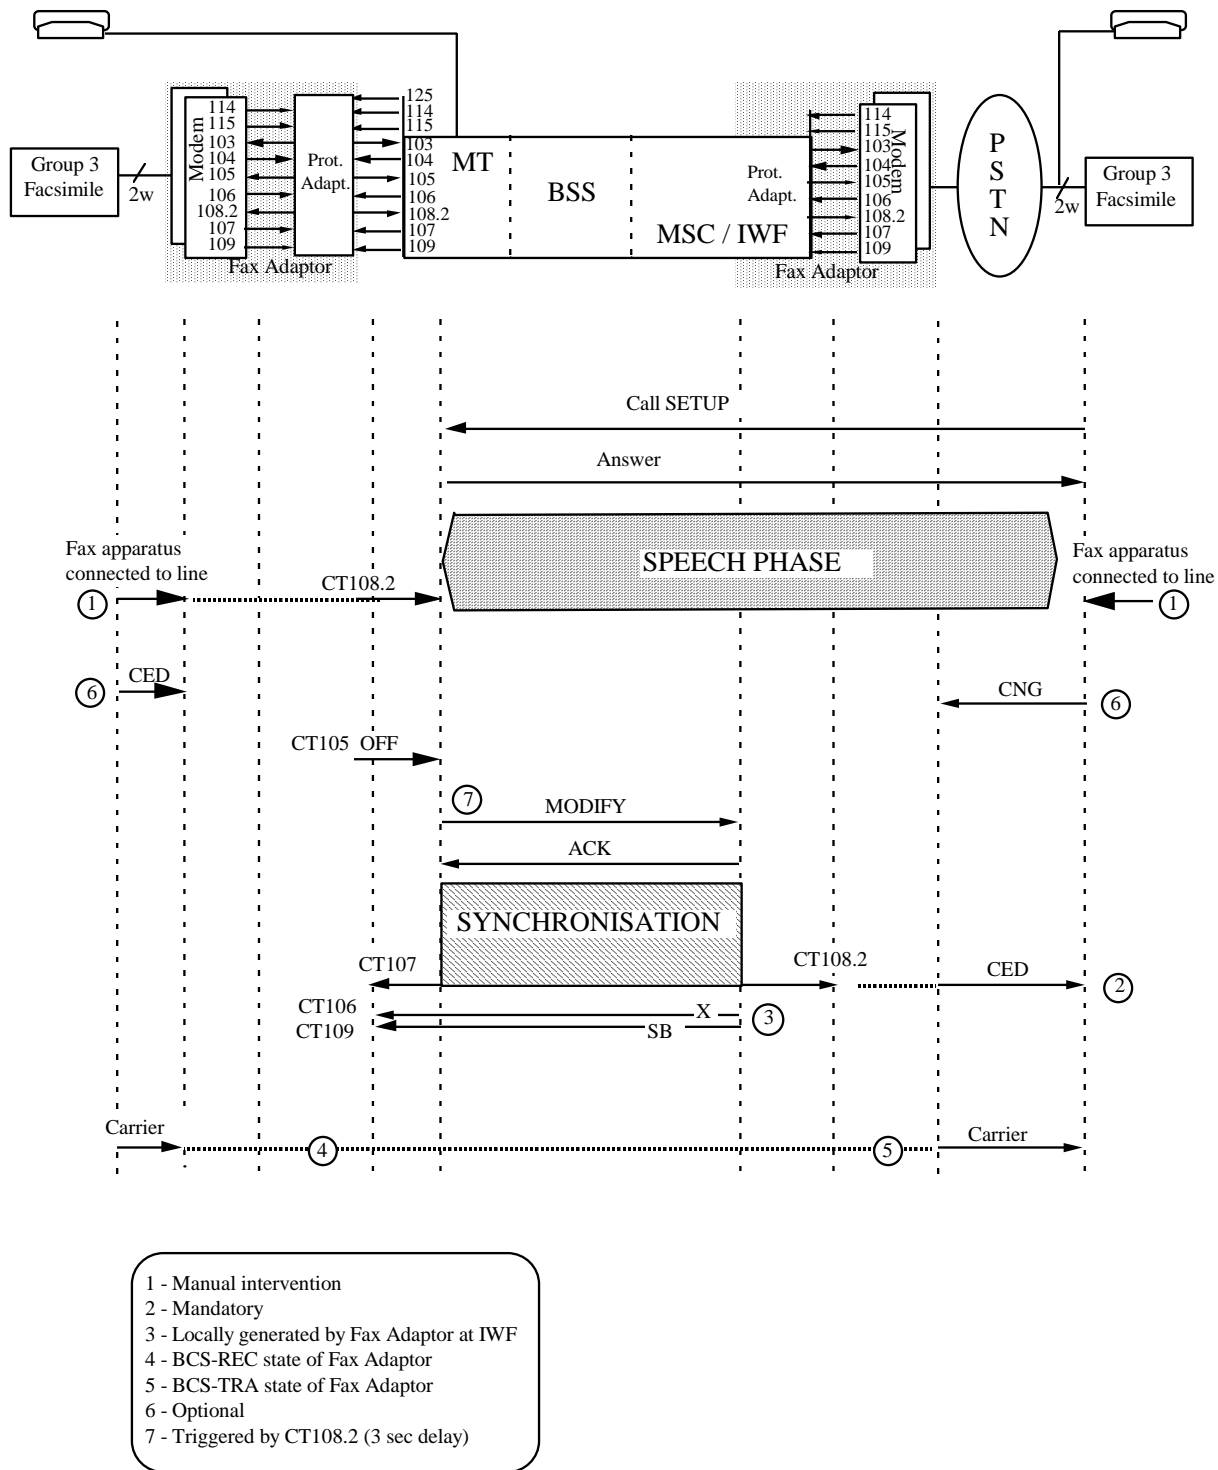 125
114
114
114
115
115
115
103
103
103
104
104
104
105
105
105
106
106
106
108.2
108.2
108.2
107
107
107
109
109
109
Modem
Prot.
Adapt.
MT
BSS
MSC / IWF
Prot.
Adapt.
Modem
P
S
T
N
Group 3
Facsimile
2w
2w
Group 3
Facsimile
Fax Adaptor
Fax Adaptor
Call SETUP
Answer
SPEECH PHASE
Fax apparatus
connected to line
1
CT108.2
Fax apparatus
connected to line
1
6
CED
CNG
6
CT105 OFF
7
MODIFY
ACK
SYNCHRONISATION
CT107
CT108.2
CED
2
CT106
X
3
CT109
SB
Carrier
4
5
Carrier
1 - Manual intervention
2 - Mandatory
3 - Locally generated by Fax Adaptor at IWF
4 - BCS-REC state of Fax Adaptor
5 - BCS-TRA state of Fax Adaptor
6 - Optional
7 - Triggered by CT108.2 (3 sec delay)